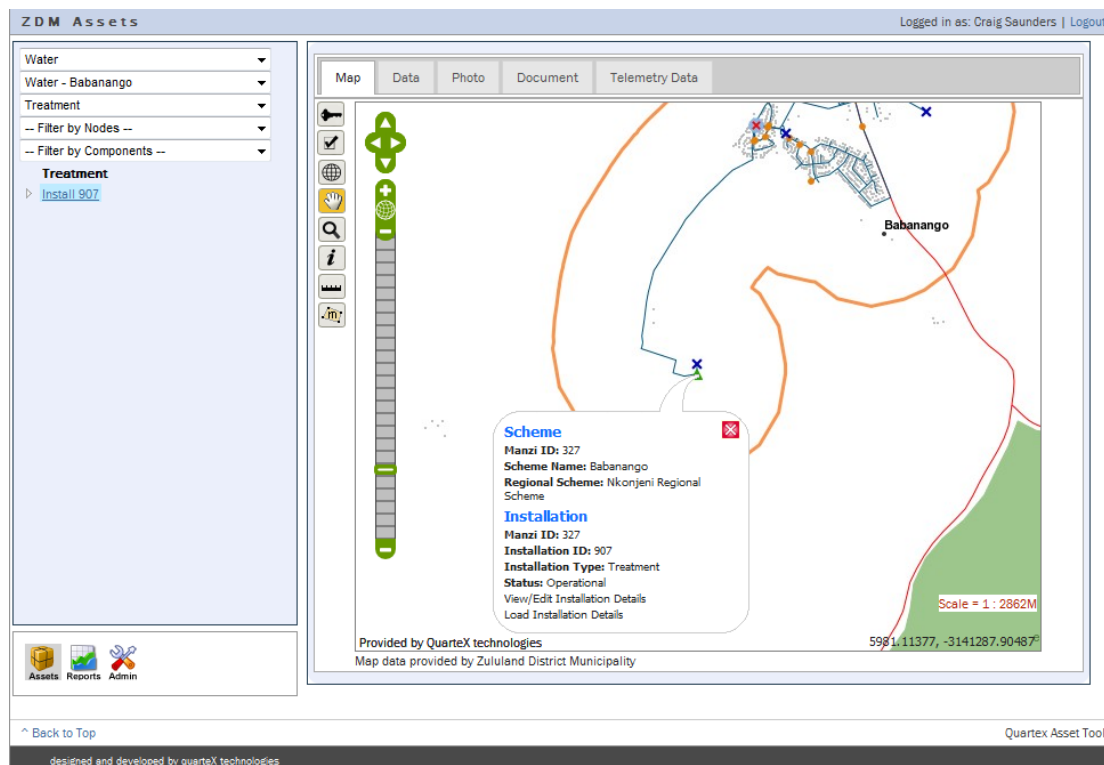 ZDM Assets
Logged in as: Craig Saunders | Logout
Water
Water - Babanango
Treatment
-- Filter by Nodes --
-- Filter by Components --
Treatment
Install 907
Map
Data
Photo
Document
Telemetry Data
Babanango
Scheme
Manzi ID: 327
Scheme Name: Babanango
Regional Scheme: Nkonjeni Regional
Scheme
Installation
Manzi ID: 327
Installation ID: 907
Installation Type: Treatment
Status: Operational
View/Edit Installation Details
Load Installation Details
Scale = 1 : 2862M
Provided by QuarteX technologies
5981.11377, -3141287.90487°
Map data provided by Zululand District Municipality
Assets
Reports
Admin
^ Back to Top
Quartex Asset Tool
designed and developed by quarteX technologies